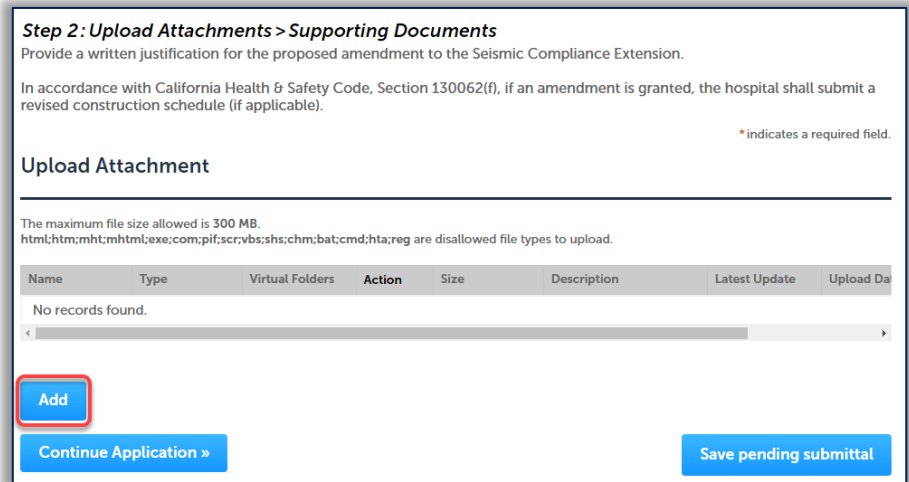 Step 2: Upload Attachments > Supporting Documents
Provide a written justification for the proposed amendment to the Seismic Compliance Extension.
In accordance with California Health & Safety Code, Section 130062(f), if an amendment is granted, the hospital shall submit a
revised construction schedule (if applicable).
* indicates a required field.
Upload Attachment
The maximum file size allowed is 300 MB.
html;htm;mht;mhtml;exe;com;pif;scr;vbs;shs;chm;bat;cmd;hta;reg are disallowed file types to upload.
Name Type Virtual Folders Action Size Description Latest Update Upload Dat
No records found.
Add
Continue Application »
Save pending submittal